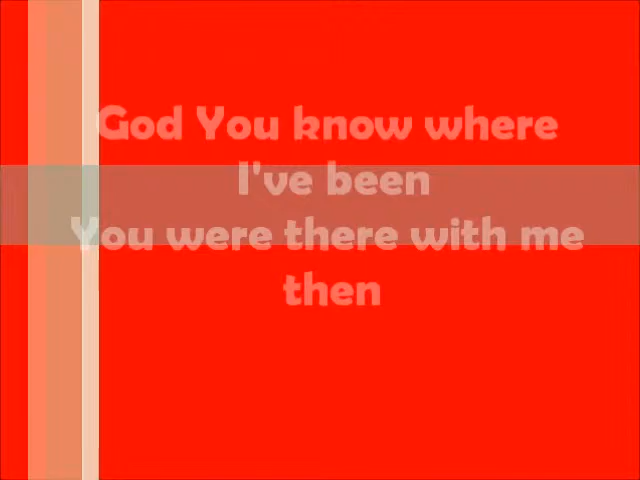 God You know where
I've been
You were there with me
then